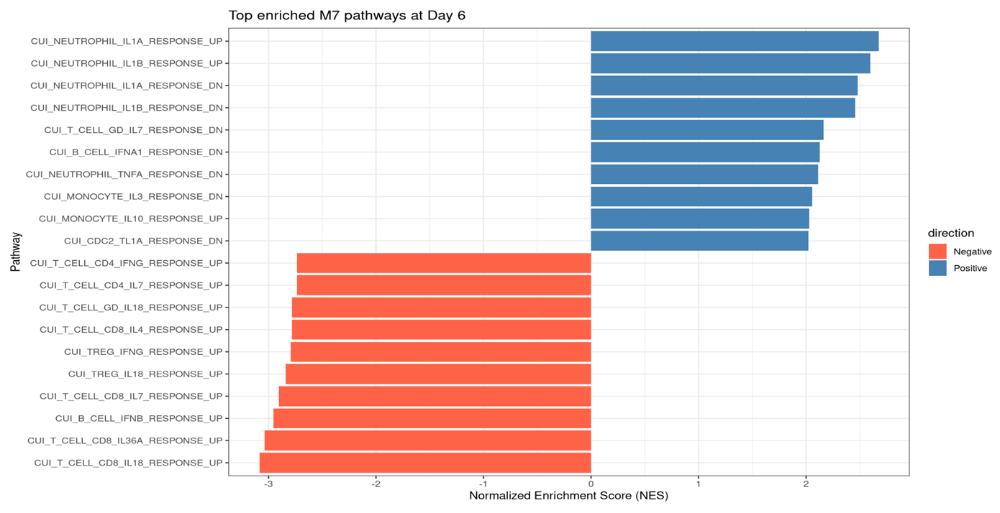 Top enriched M7 pathways at Day 6
CUI_NEUTROPHIL_IL1A_RESPONSE_UP
CUI_NEUTROPHIL_IL1B_RESPONSE_UP
CUI_NEUTROPHIL_IL1A_RESPONSE_DN
CUI_NEUTROPHIL_IL1B_RESPONSE_DN
CUI_T_CELL_GD_IL7_RESPONSE_DN
CUI_B_CELL_IFNA1_RESPONSE_DN
CUI_NEUTROPHIL_TNFA_RESPONSE_DN
CUI_MONOCYTE_IL3_RESPONSE_DN
CUI_MONOCYTE_IL10_RESPONSE_UP
CUI_CDC2_TL1A_RESPONSE_DN
CUI_T_CELL_CD4_IFNG_RESPONSE_UP
CUI_T_CELL_CD4_IL7_RESPONSE_UP
CUI_T_CELL_GD_IL18_RESPONSE_UP
CUI_T_CELL_CD8_IL4_RESPONSE_UP
CUI_TREG_IFNG_RESPONSE_UP
CUI_TREG_IL18_RESPONSE_UP
CUI_T_CELL_CD8_IL7_RESPONSE_UP
CUI_B_CELL_IFNB_RESPONSE_UP
CUI_T_CELL_CD8_IL36A_RESPONSE_UP
CUI_T_CELL_CD8_IL18_RESPONSE_UP
Pathway
-3 -2 -1 0 1 2
Normalized Enrichment Score (NES)
direction
Negative
Positive